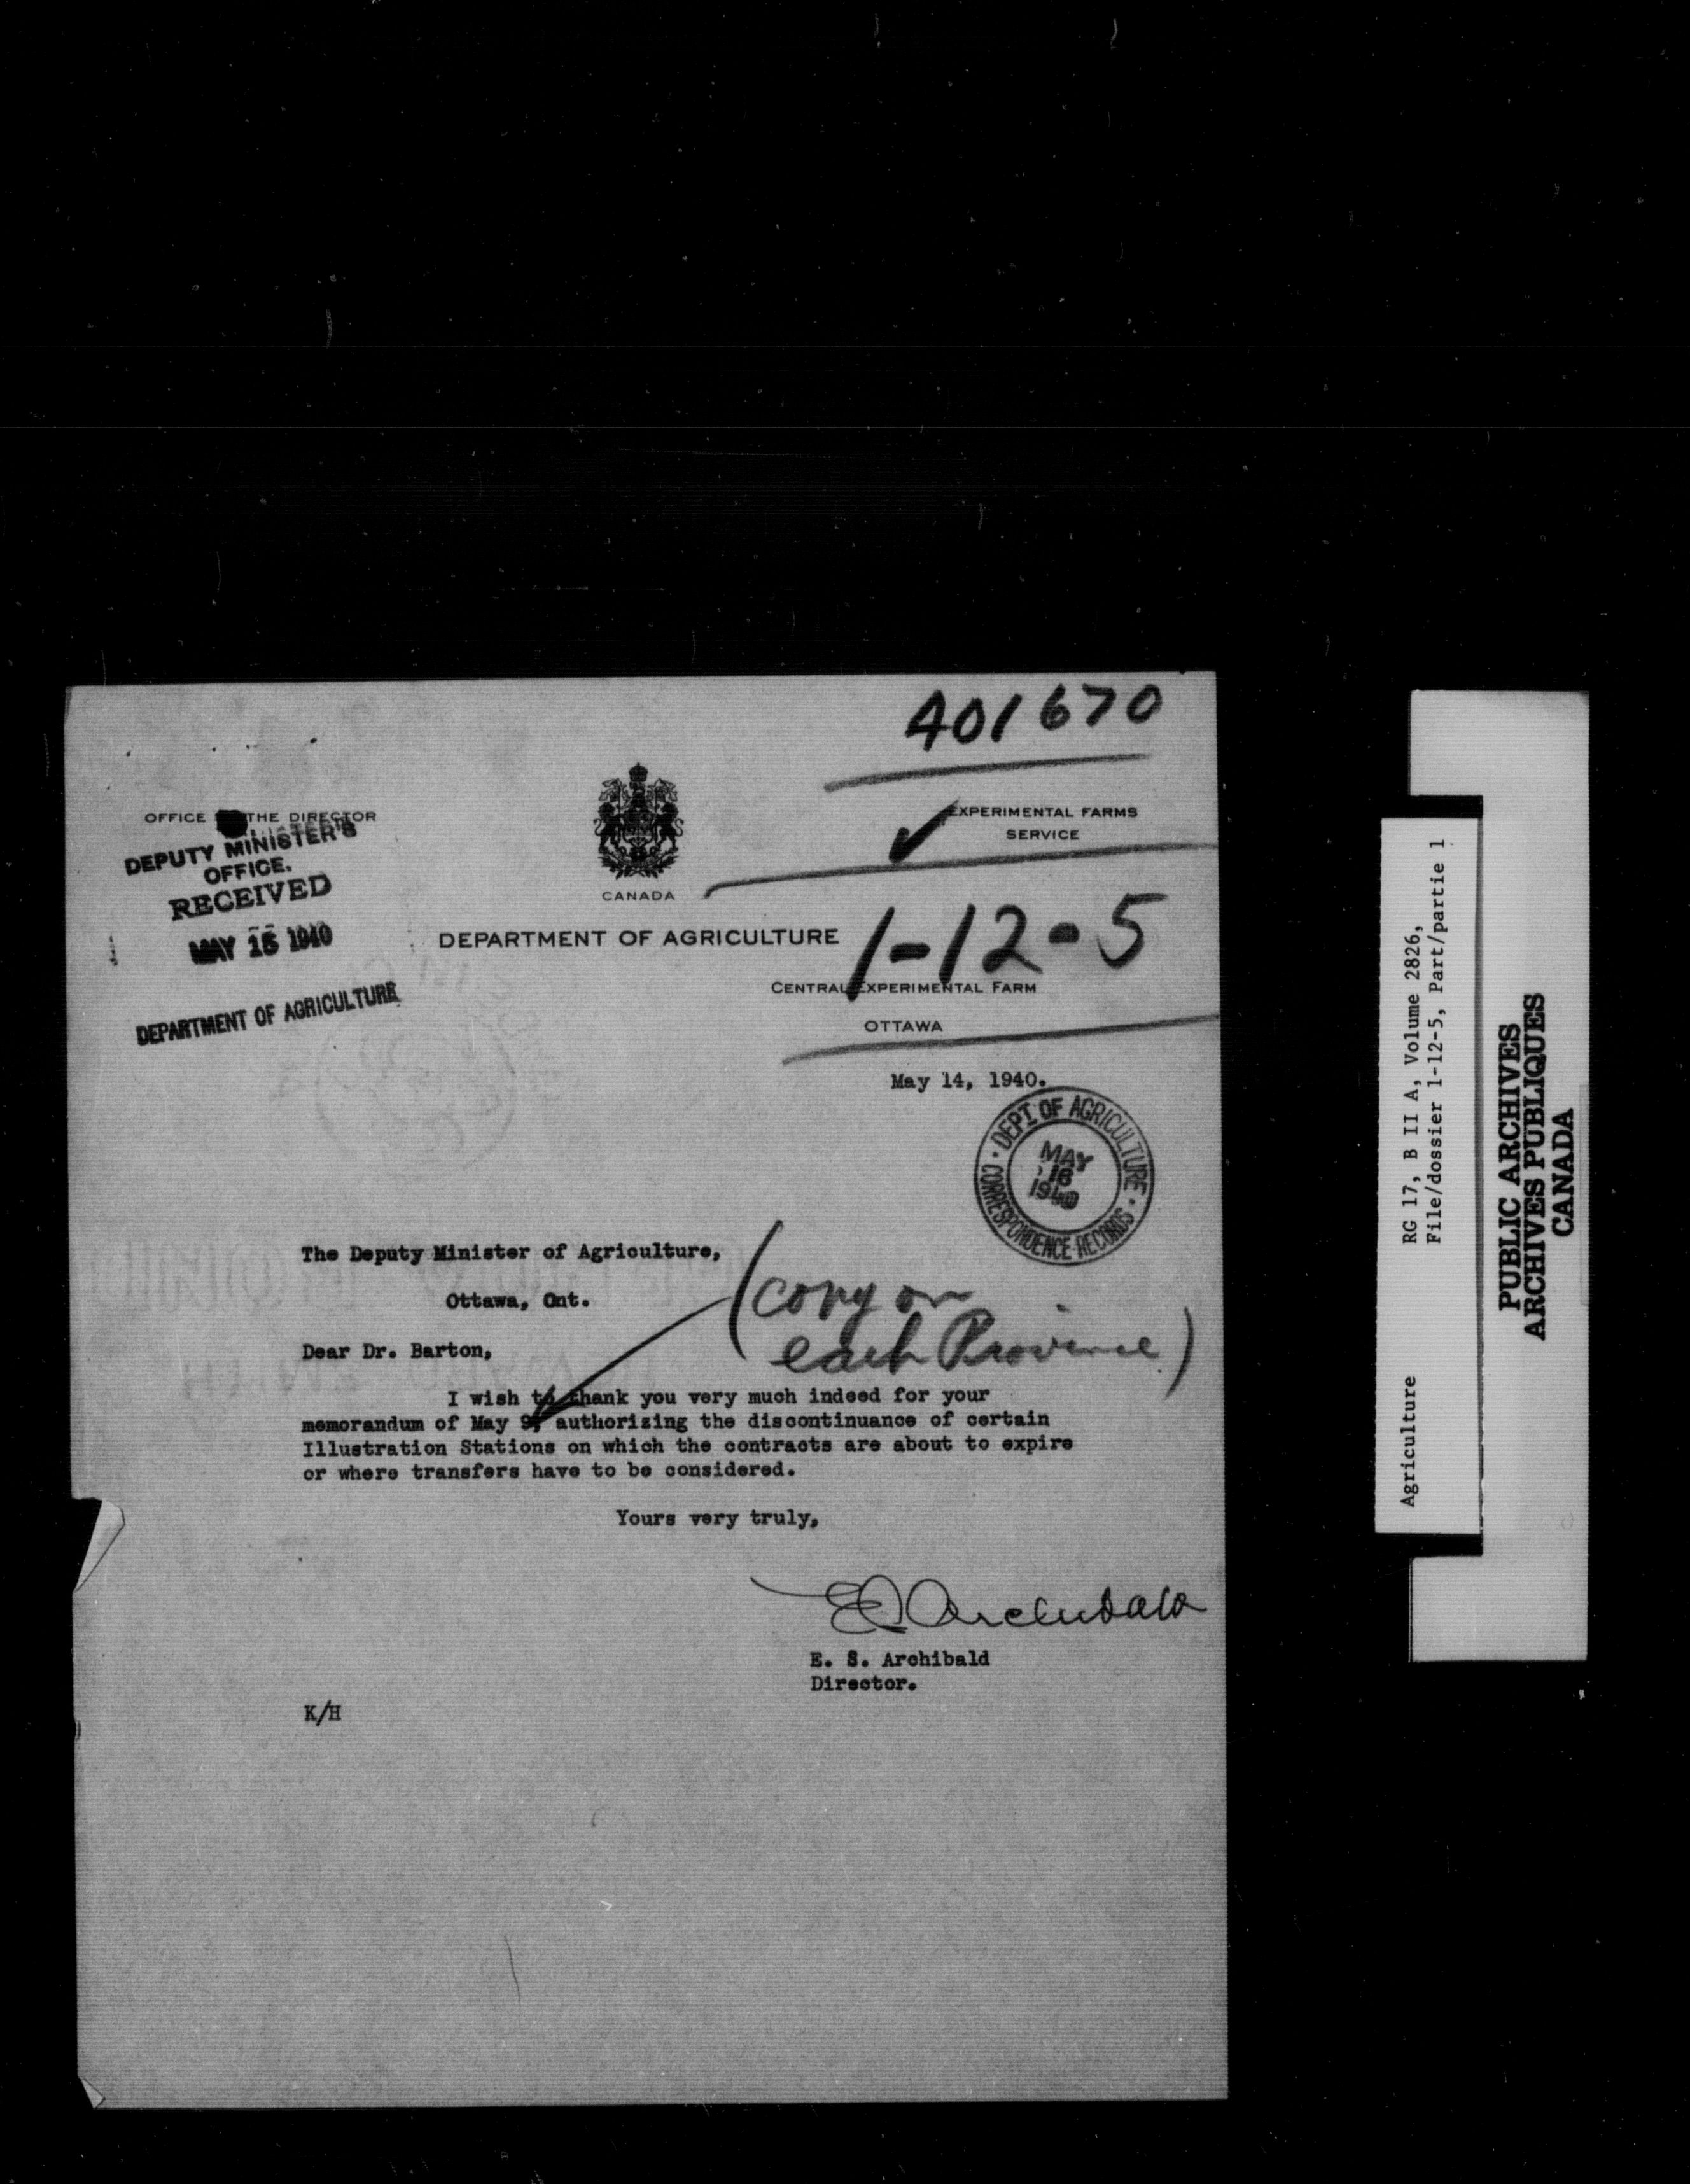 401670
OFFICE THE DIRECTOR
EXPERIMENTAL FARMS
SERVICE
DEPUTY MINISTER'S
OFFICE.
RECEIVED
MAY 15 1940
DEPARTMENT OF AGRICULTURE
CANADA
DEPARTMENT OF AGRICULTURE
1-12-5
CENTRAL EXPERIMENTAL FARM
OTTAWA
May 14, 1940.
DEPT. OF AGRICULTURE
MAY
16
1940
CORRESPONDENCE RECORDS
The Deputy Minister of Agriculture,
Ottawa, Ont.
(copy on
each Province)
Dear Dr. Barton,
I wish to thank you very much indeed for your
memorandum of May 9, authorizing the discontinuance of certain
Illustration Stations on which the contracts are about to expire
or where transfers have to be considered.
Yours very truly,
E S Archibald
E. S. Archibald
Director.
K/H
Agriculture RG 17, B II A, Volume 2826,
File/dossier 1-12-5, Part/partie 1
PUBLIC ARCHIVES
ARCHIVES PUBLIQUES
CANADA